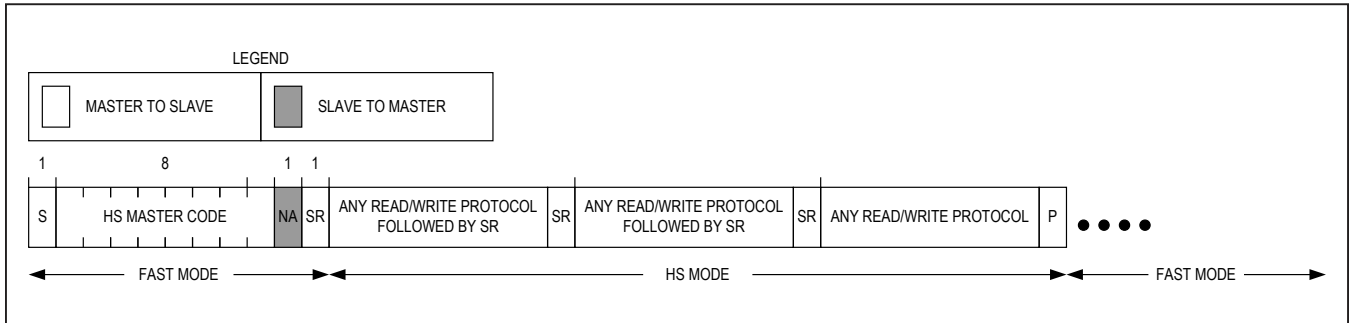 LEGEND
MASTER TO SLAVE SLAVE TO MASTER
1 8 1 1
S HS MASTER CODE NA SR ANY READ/WRITE PROTOCOL FOLLOWED BY SR SR ANY READ/WRITE PROTOCOL FOLLOWED BY SR SR ANY READ/WRITE PROTOCOL P
FAST MODE HS MODE FAST MODE